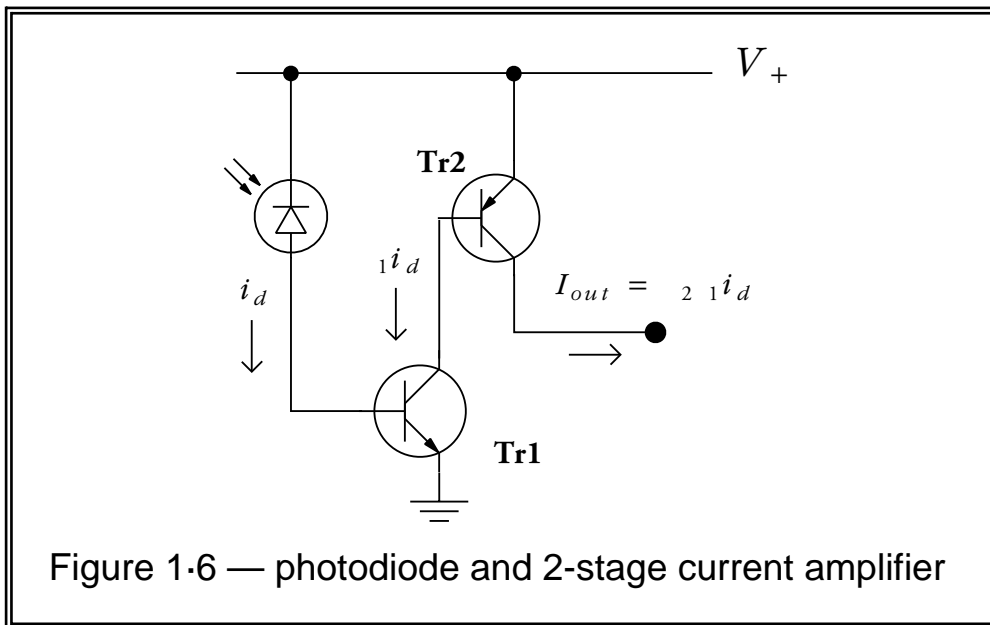 V+
Tr2
1id
id
Iout = 2 1id
Tr1
Figure 1·6 — photodiode and 2-stage current amplifier